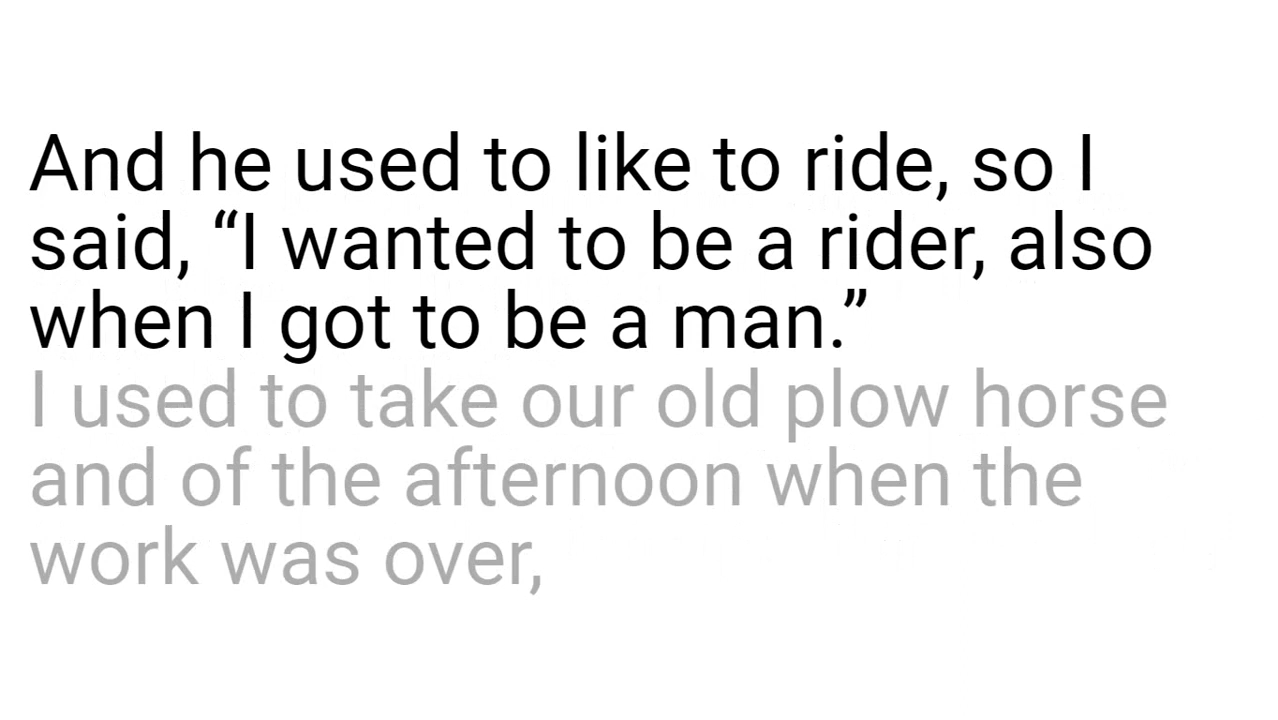 And he used to like to ride, so I
said, “I wanted to be a rider, also
when I got to be a man.”
I used to take our old plow horse
and of the afternoon when the
work was over,